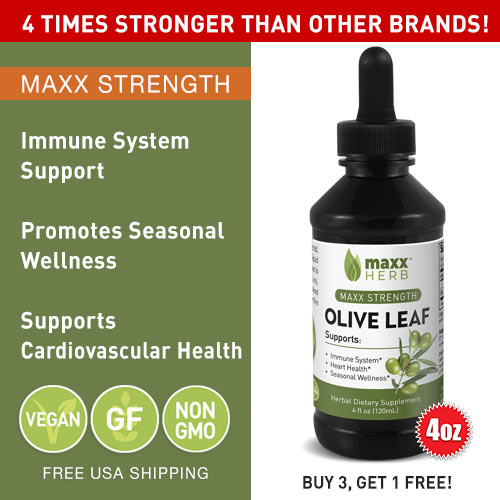 4 TIMES STRONGER THAN OTHER BRANDS!
MAXX STRENGTH
Immune System
Support
Promotes Seasonal
Wellness
Supports
Cardiovascular Health
VEGAN
GF
NON
GMO
FREE USA SHIPPING
maxx™
HERB
MAXX STRENGTH
OLIVE LEAF
Supports:
• Immune System*
• Heart Health*
• Seasonal Wellness*
Herbal Dietary Supplement
4 fl oz (120mL)
4oz
BUY 3, GET 1 FREE!